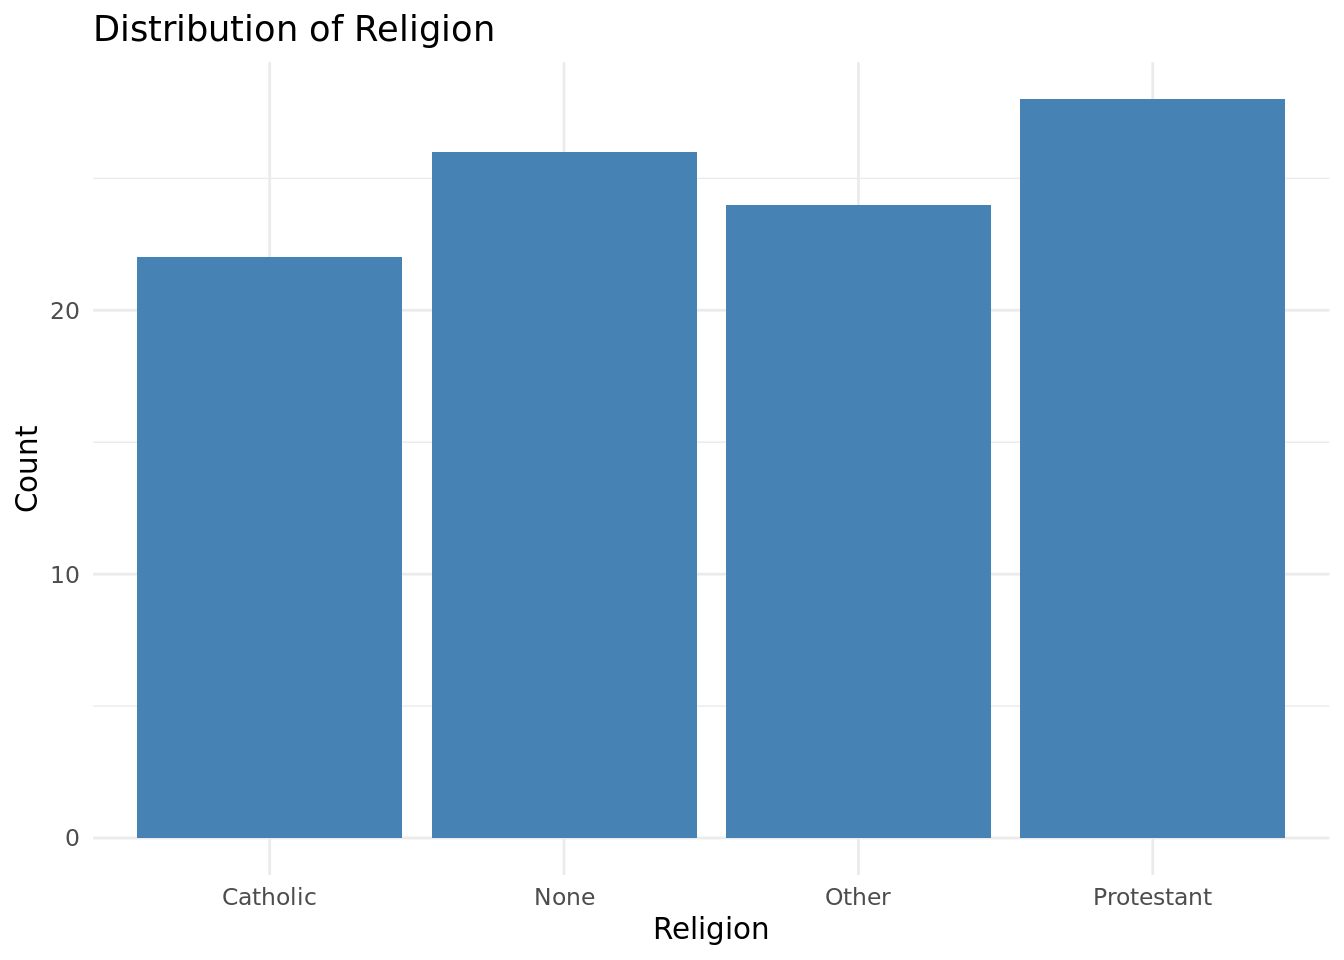 Distribution of Religion
Count
20
10
0
Catholic None Other Protestant
Religion